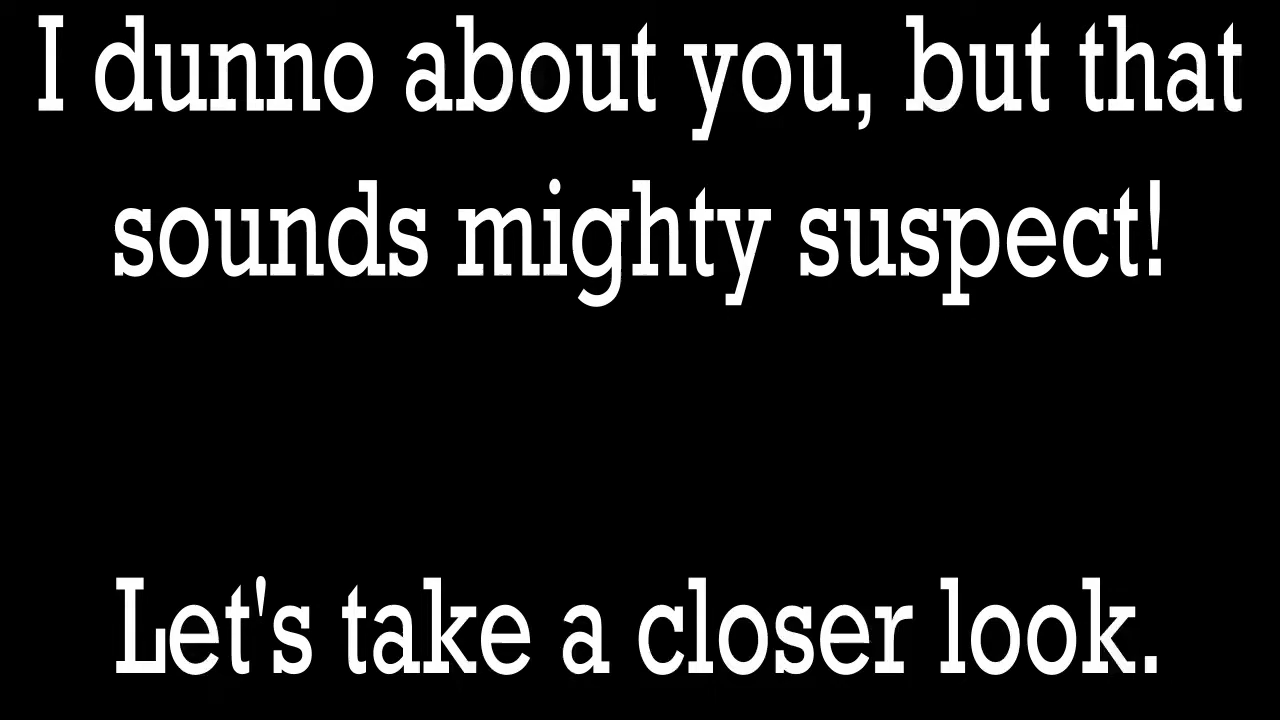 I dunno about you, but that
sounds mighty suspect!
Let's take a closer look.